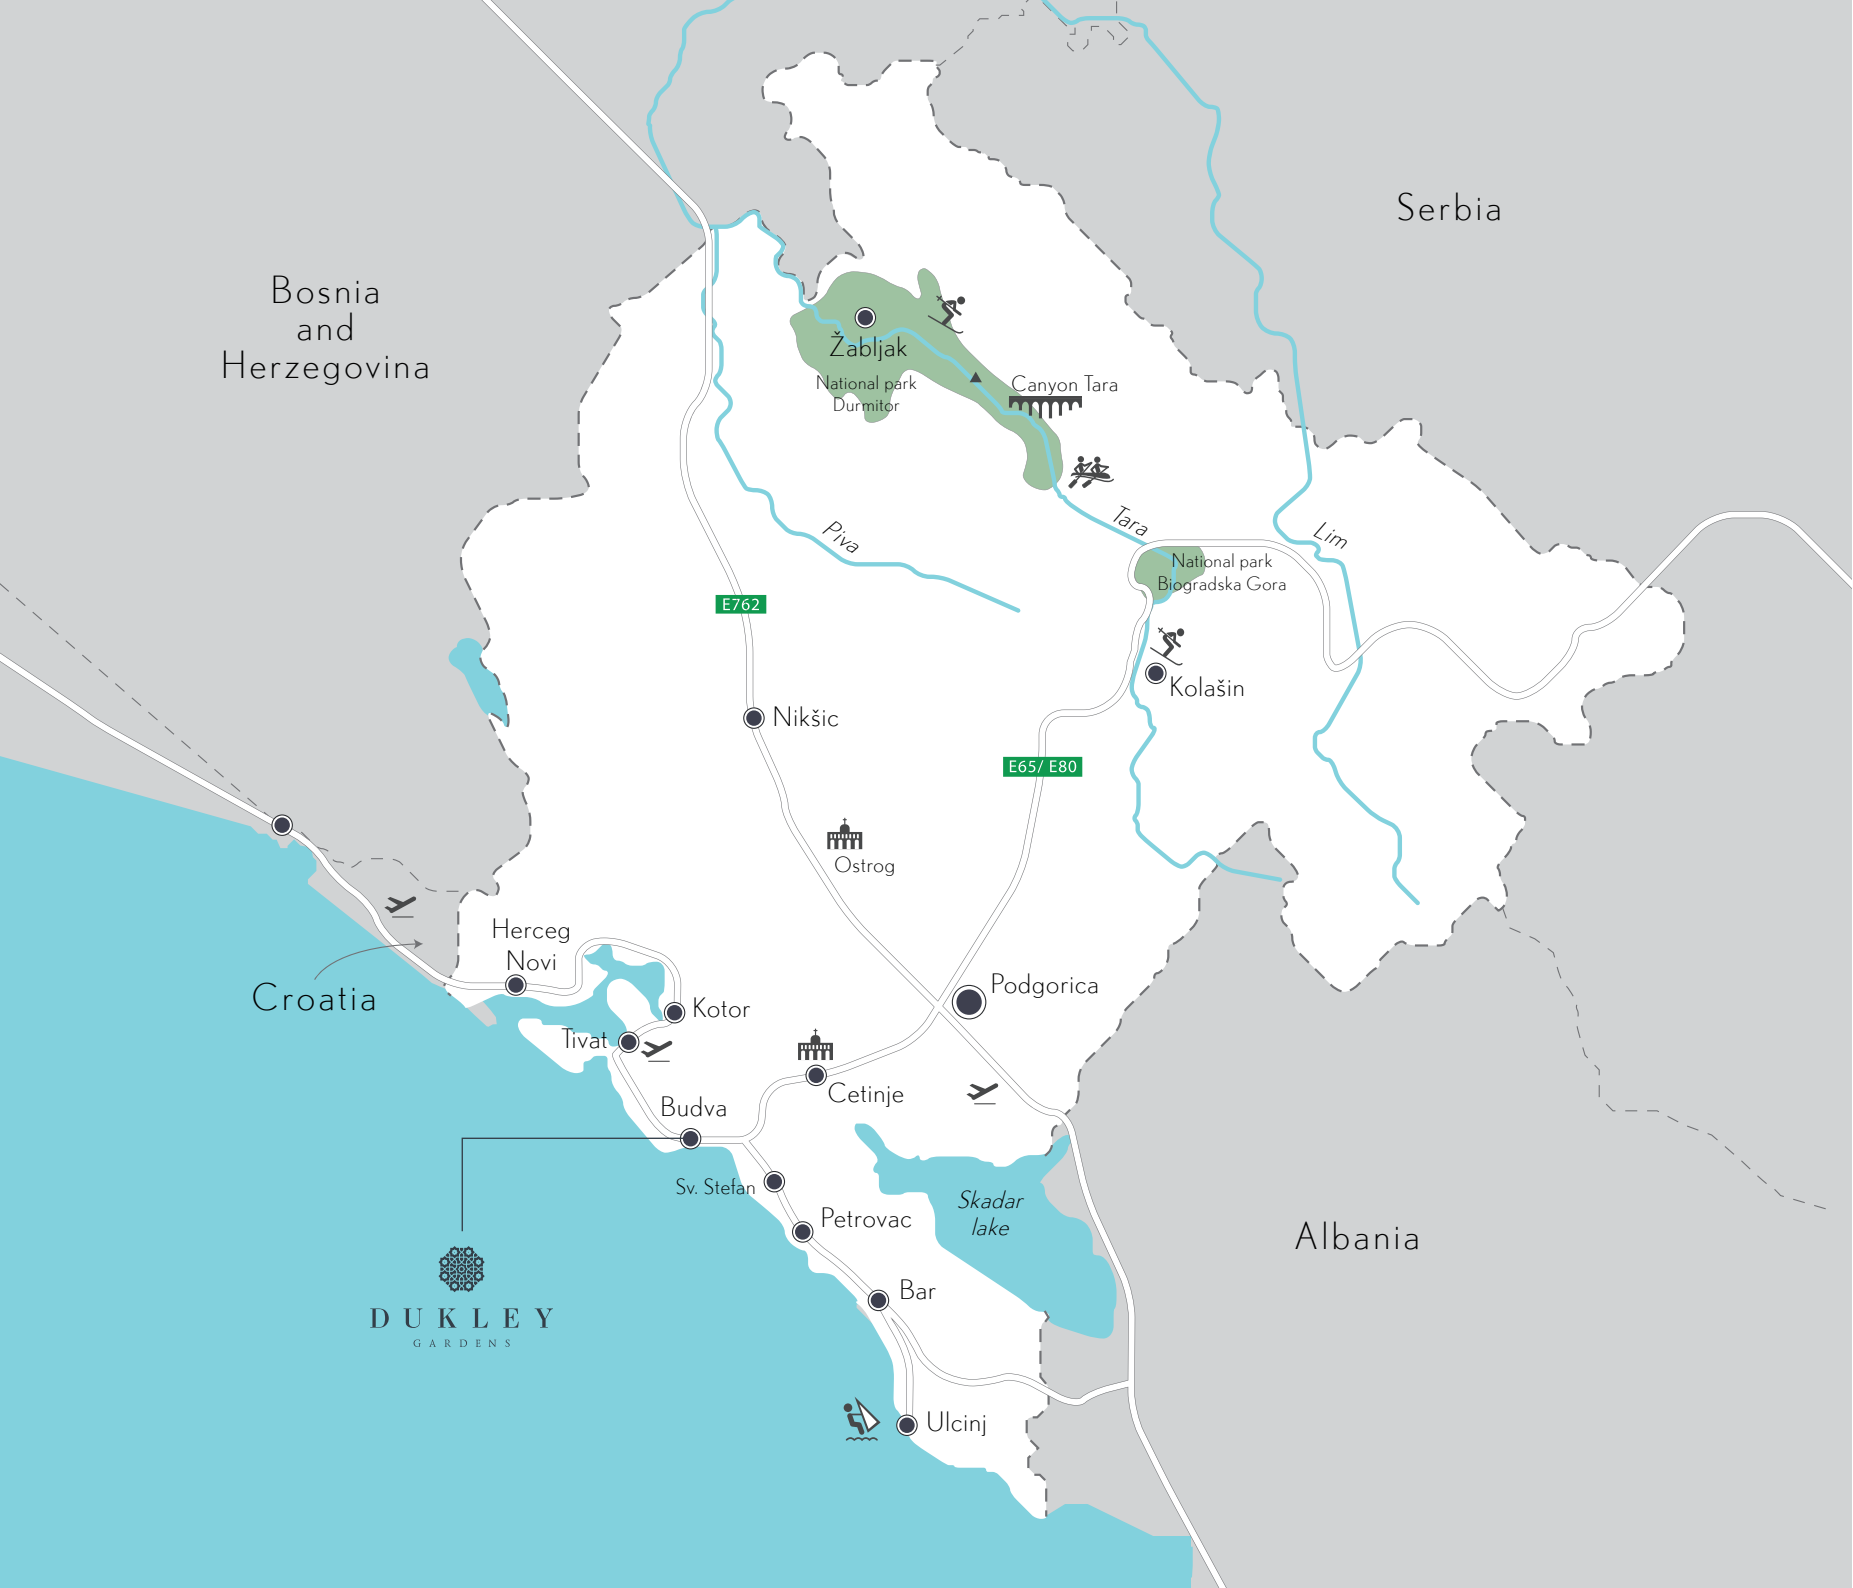 Serbia
Bosnia
and
Herzegovina
Žabljak
National park
Durmitor
Canyon Tara
Tara
Piva
Lim
National park
Biogradska Gora
E762
Kolašin
Nikšic
E65/ E80
Ostrog
Herceg
Novi
Croatia
Kotor
Podgorica
Tivat
Cetinje
Budva
Sv. Stefan
Skadar
lake
Petrovac
Albania
Bar
DUKLEY
GARDENS
Ulcinj